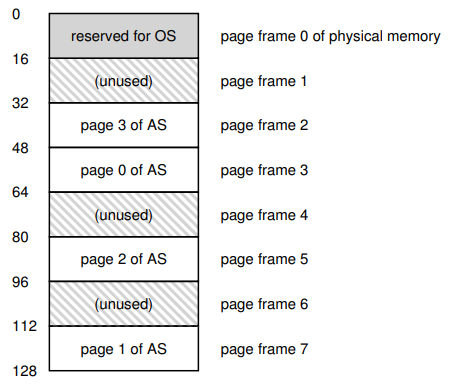 0
reserved for OS page frame 0 of physical memory
16
(unused) page frame 1
32
page 3 of AS page frame 2
48
page 0 of AS page frame 3
64
(unused) page frame 4
80
page 2 of AS page frame 5
96
(unused) page frame 6
112
page 1 of AS page frame 7
128